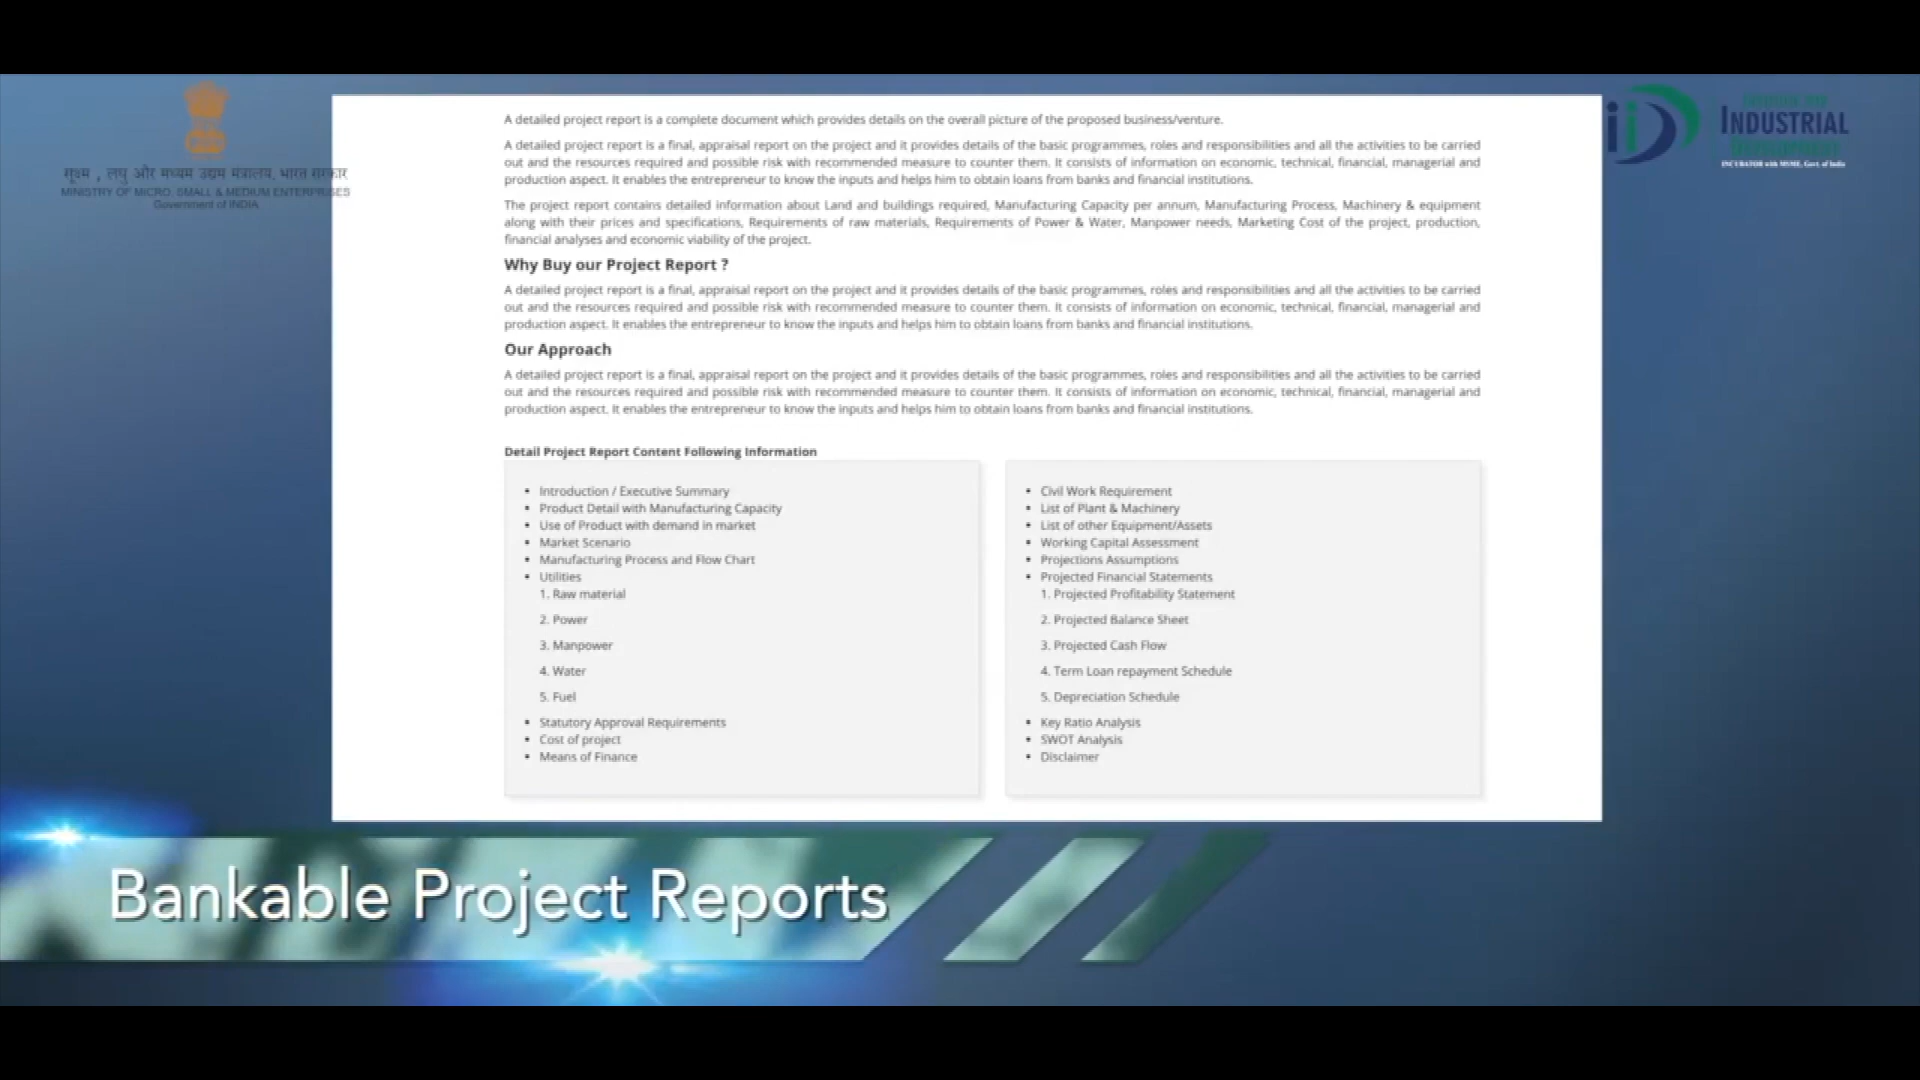 सूक्ष्म , लघु और मध्यम उद्यम मंत्रालय, भारत सरकार
MINISTRY OF MICRO, SMALL & MEDIUM ENTERPRISES
Government of INDIA
INDUSTRIAL
DEVELOPMENT
INCUBATOR with MSME, Govt. of India
A detailed project report is a complete document which provides details on the overall picture of the proposed business/venture.
A detailed project report is a final, appraisal report on the project and it provides details of the basic programmes, roles and responsibilities and all the activities to be carried
out and the resources required and possible risk with recommended measure to counter them. It consists of information on economic, technical, financial, managerial and
production aspect. It enables the entrepreneur to know the inputs and helps him to obtain loans from banks and financial institutions.
The project report contains detailed information about Land and buildings required, Manufacturing Capacity per annum, Manufacturing Process, Machinery & equipment
along with their prices and specifications, Requirements of raw materials, Requirements of Power & Water, Manpower needs, Marketing Cost of the project, production,
financial analyses and economic viability of the project.
Why Buy our Project Report ?
A detailed project report is a final, appraisal report on the project and it provides details of the basic programmes, roles and responsibilities and all the activities to be carried
out and the resources required and possible risk with recommended measure to counter them. It consists of information on economic, technical, financial, managerial and
production aspect. It enables the entrepreneur to know the inputs and helps him to obtain loans from banks and financial institutions.
Our Approach
A detailed project report is a final, appraisal report on the project and it provides details of the basic programmes, roles and responsibilities and all the activities to be carried
out and the resources required and possible risk with recommended measure to counter them. It consists of information on economic, technical, financial, managerial and
production aspect. It enables the entrepreneur to know the inputs and helps him to obtain loans from banks and financial institutions.
Detail Project Report Content Following Information
• Introduction / Executive Summary
• Product Detail with Manufacturing Capacity
• Use of Product with demand in market
• Market Scenario
• Manufacturing Process and Flow Chart
• Utilities
1. Raw material
2. Power
3. Manpower
4. Water
5. Fuel
• Statutory Approval Requirements
• Cost of project
• Means of Finance
• Civil Work Requirement
• List of Plant & Machinery
• List of other Equipment/Assets
• Working Capital Assessment
• Projections Assumptions
• Projected Financial Statements
1. Projected Profitability Statement
2. Projected Balance Sheet
3. Projected Cash Flow
4. Term Loan repayment Schedule
5. Depreciation Schedule
• Key Ratio Analysis
• SWOT Analysis
• Disclaimer
Bankable Project Reports